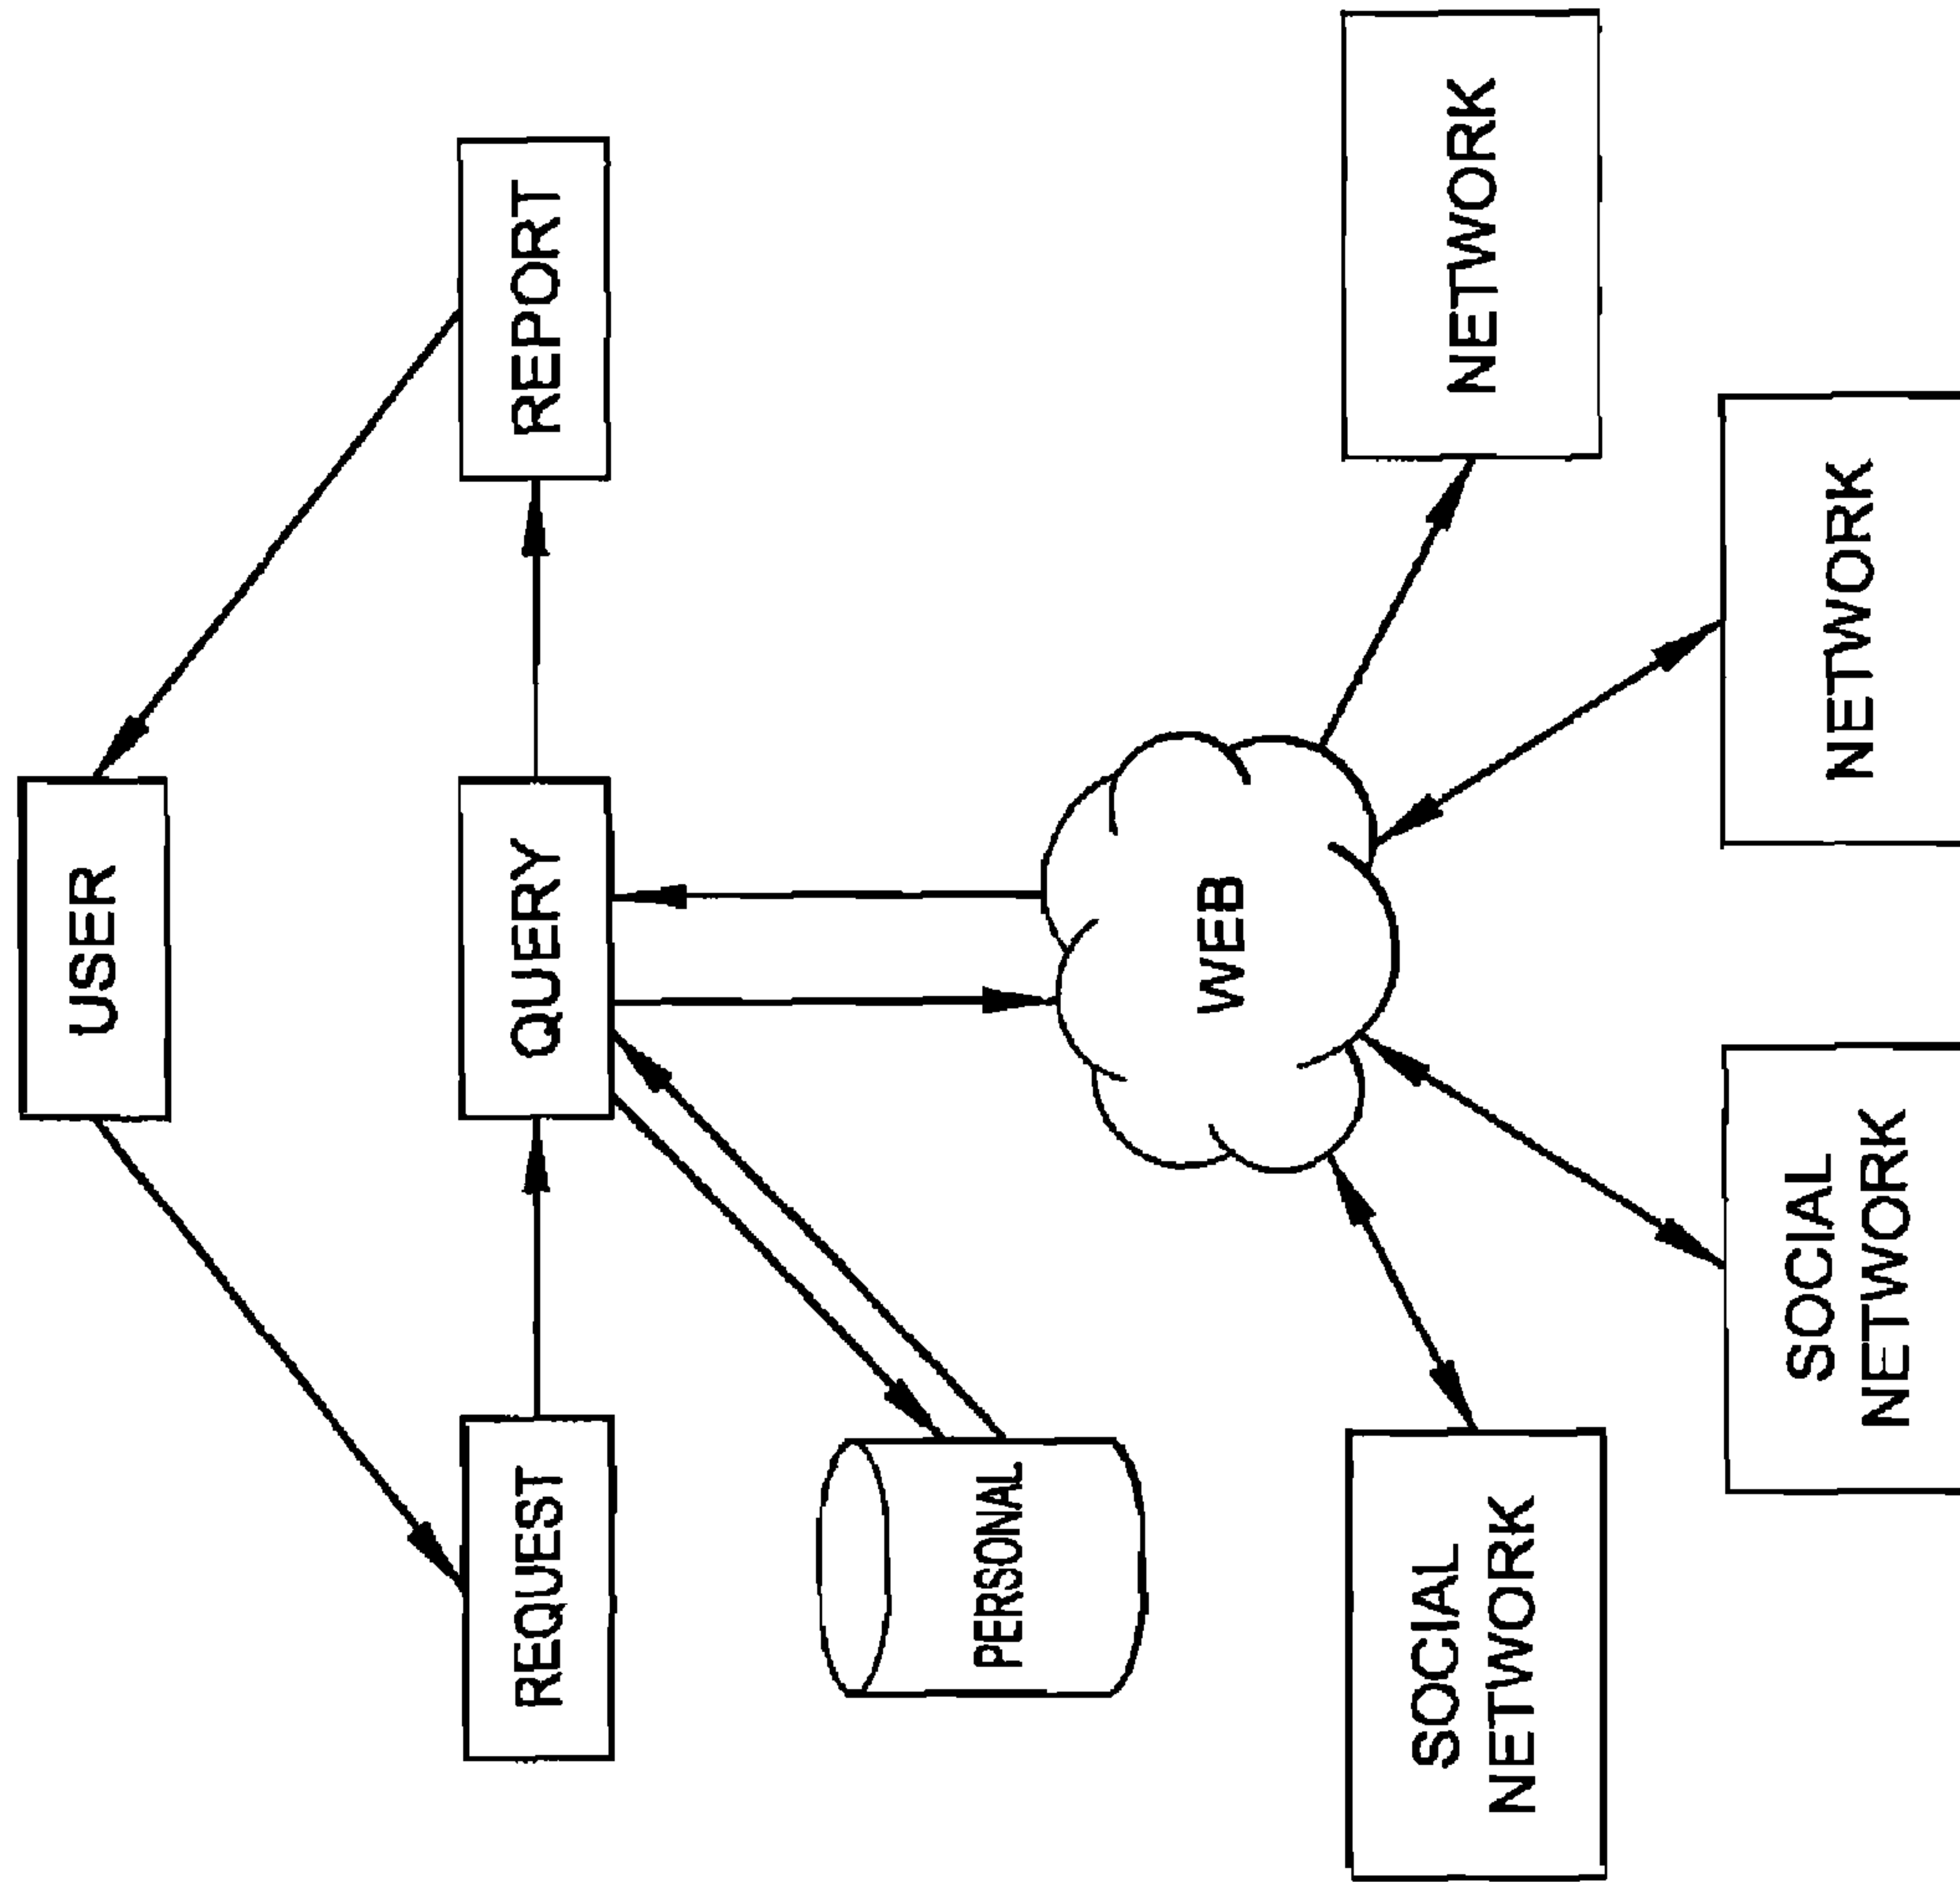 USER
REQUEST
QUERY
REPORT
PERSONAL
WEB
SOCIAL
NETWORK
SOCIAL
NETWORK
NETWORK
NETWORK